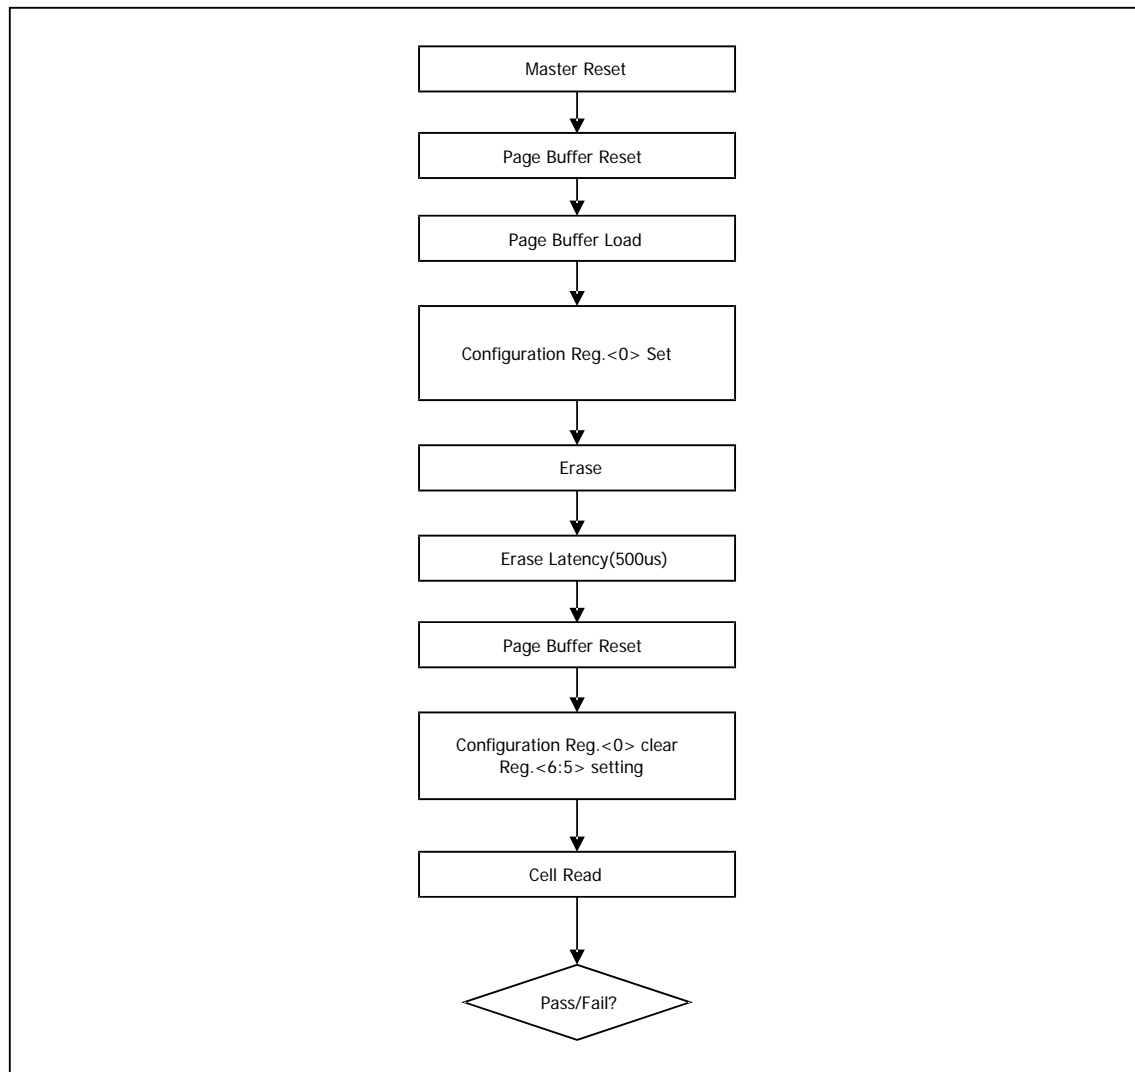 Master Reset
Page Buffer Reset
Page Buffer Load
Configuration Reg.<0> Set
Erase
Erase Latency(500us)
Page Buffer Reset
Configuration Reg.<0> clear
Reg.<6:5> setting
Cell Read
Pass/Fail?